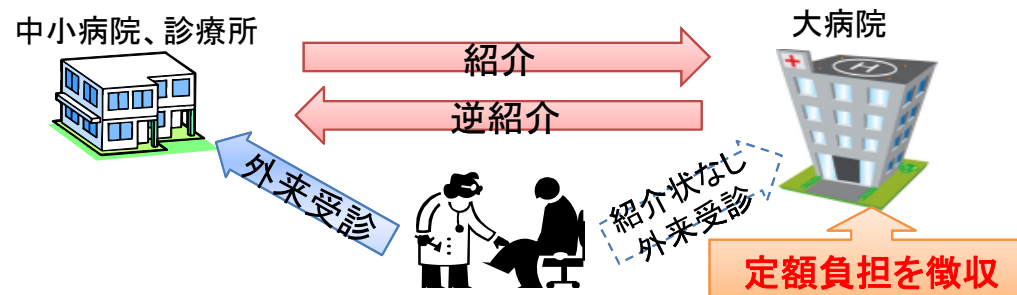 中小病院、診療所
大病院
紹介
逆紹介
外来受診
紹介状なし
外来受診
定額負担を徴収